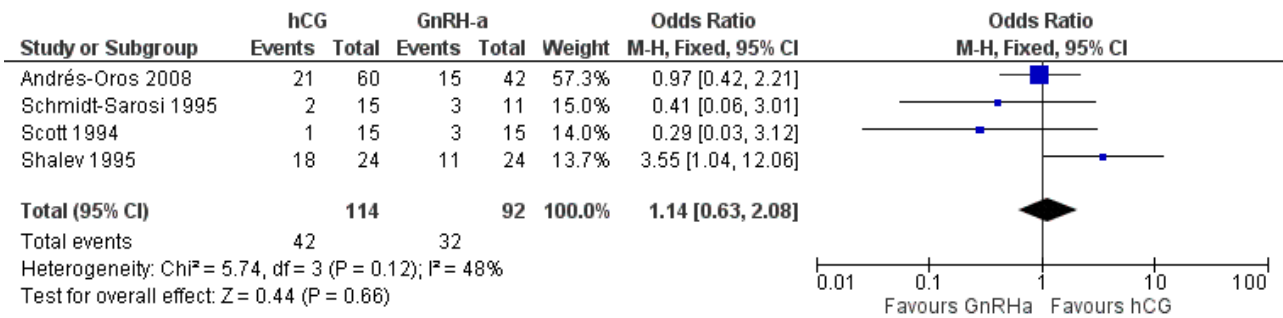 hCG GnRH-a Odds Ratio Odds Ratio
Study or Subgroup Events Total Events Total Weight M-H, Fixed, 95% CI M-H, Fixed, 95% CI
Andrés-Oros 2008 21 60 15 42 57.3% 0.97 [0.42, 2.21]
Schmidt-Sarosi 1995 2 15 3 11 15.0% 0.41 [0.06, 3.01]
Scott 1994 1 15 3 15 14.0% 0.29 [0.03, 3.12]
Shalev 1995 18 24 11 24 13.7% 3.55 [1.04, 12.06]
Total (95% CI) 114 92 100.0% 1.14 [0.63, 2.08]
Total events 42 32
Heterogeneity: Chi² = 5.74, df = 3 (P = 0.12); I² = 48%
Test for overall effect: Z = 0.44 (P = 0.66)
0.01 0.1 1 10 100
Favours GnRHa Favours hCG